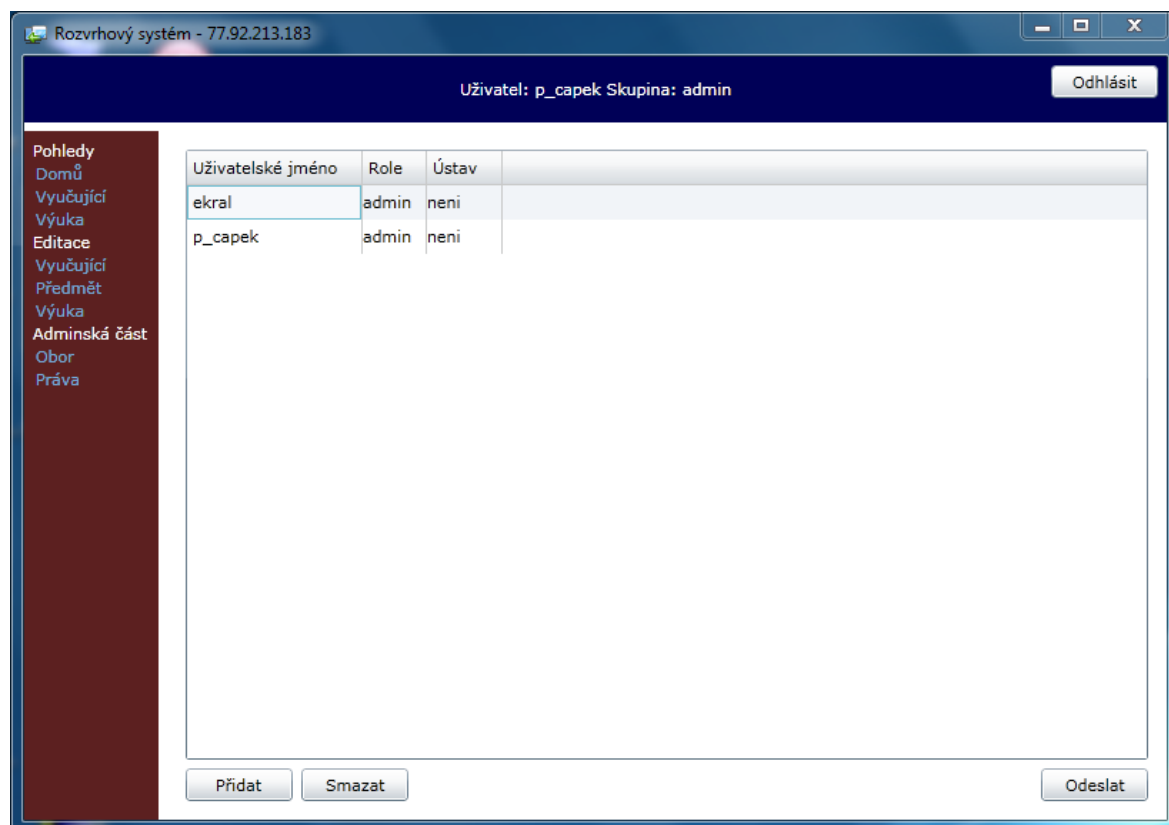 Rozvrhový systém - 77.92.213.183
Uživatel: p_capek Skupina: admin
Odhlásit
Pohledy
Domů
Vyučující
Výuka
Editace
Vyučující
Předmět
Výuka
Adminská část
Obor
Práva
Uživatelské jméno Role Ústav
ekral admin neni
p_capek admin neni
Přidat Smazat Odeslat